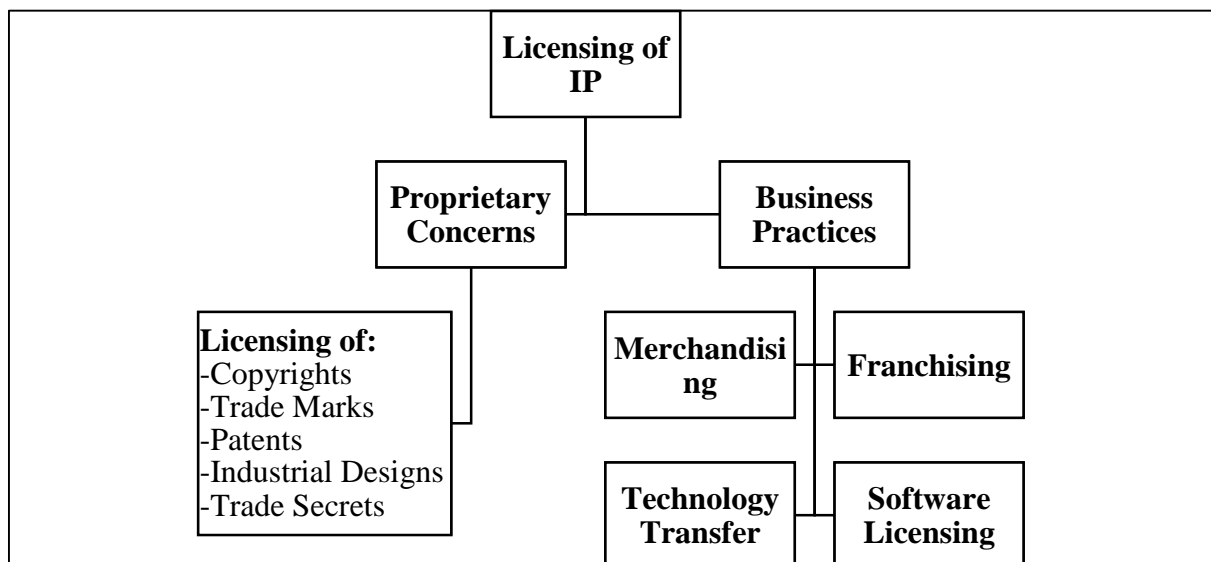 Licensing of
IP
Proprietary
Concerns
Business
Practices
Licensing of:
-Copyrights
-Trade Marks
-Patents
-Industrial Designs
-Trade Secrets
Merchandisi
ng
Franchising
Technology
Transfer
Software
Licensing